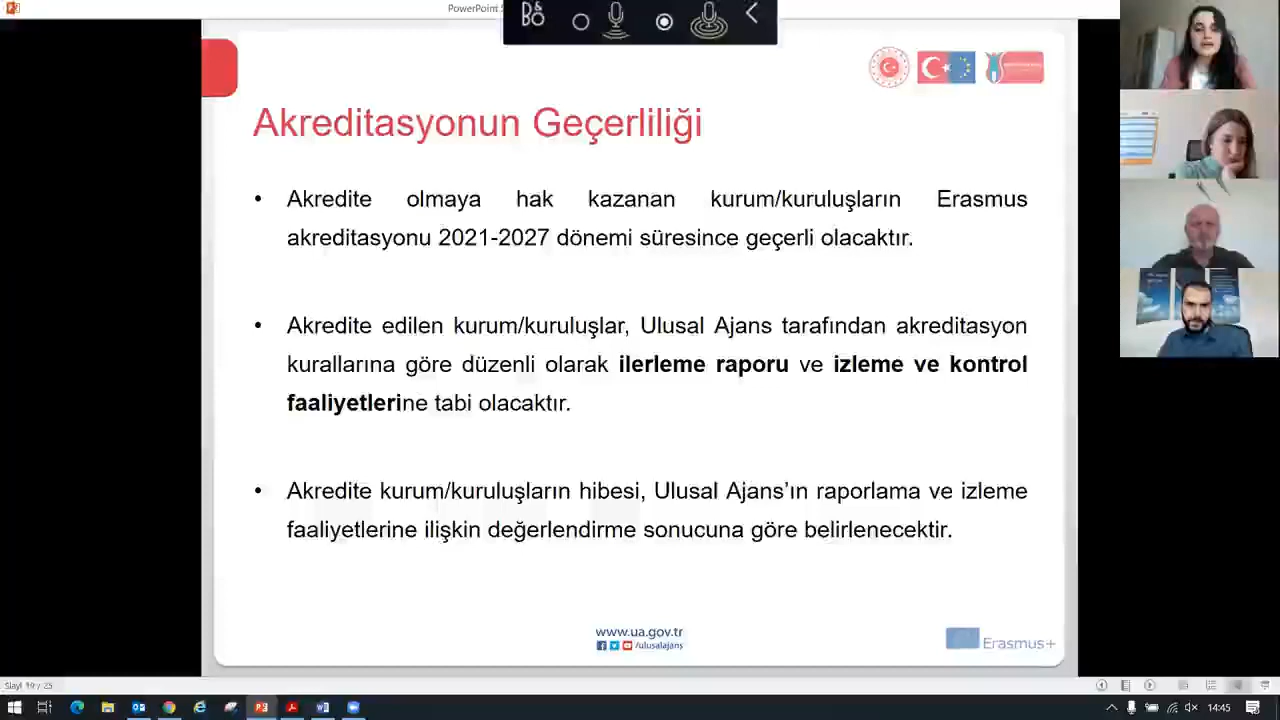 PowerPoint
Akreditasyonun Geçerliliği
• Akredite olmaya hak kazanan kurum/kuruluşların Erasmus
akreditasyonu 2021-2027 dönemi süresince geçerli olacaktır.
• Akredite edilen kurum/kuruluşlar, Ulusal Ajans tarafından akreditasyon
kurallarına göre düzenli olarak ilerleme raporu ve izleme ve kontrol
faaliyetlerine tabi olacaktır.
• Akredite kurum/kuruluşların hibesi, Ulusal Ajans’ın raporlama ve izleme
faaliyetlerine ilişkin değerlendirme sonucuna göre belirlenecektir.
www.ua.gov.tr
/ulusalajans
Erasmus+
Slayt 19 / 25
14:45